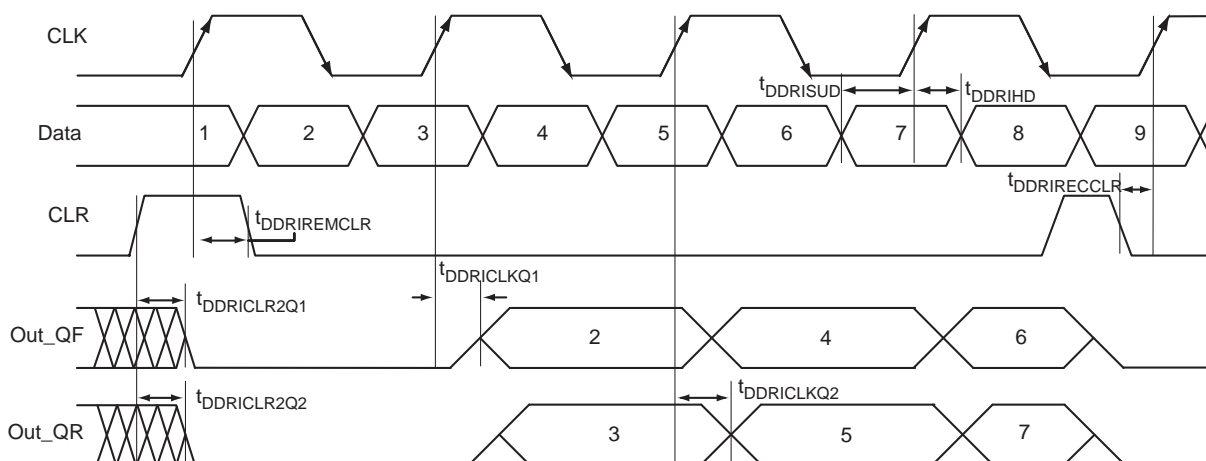 CLK
tDDRISUD
tDDRIHD
Data
1 2 3 4 5 6 7 8 9
tDDRIRECCLR
CLR
tDDRIREMCLR
tDDRICLKQ1
tDDRICLR2Q1
Out_QF
2 4 6
tDDRICLR2Q2
tDDRICLKQ2
Out_QR
3 5 7